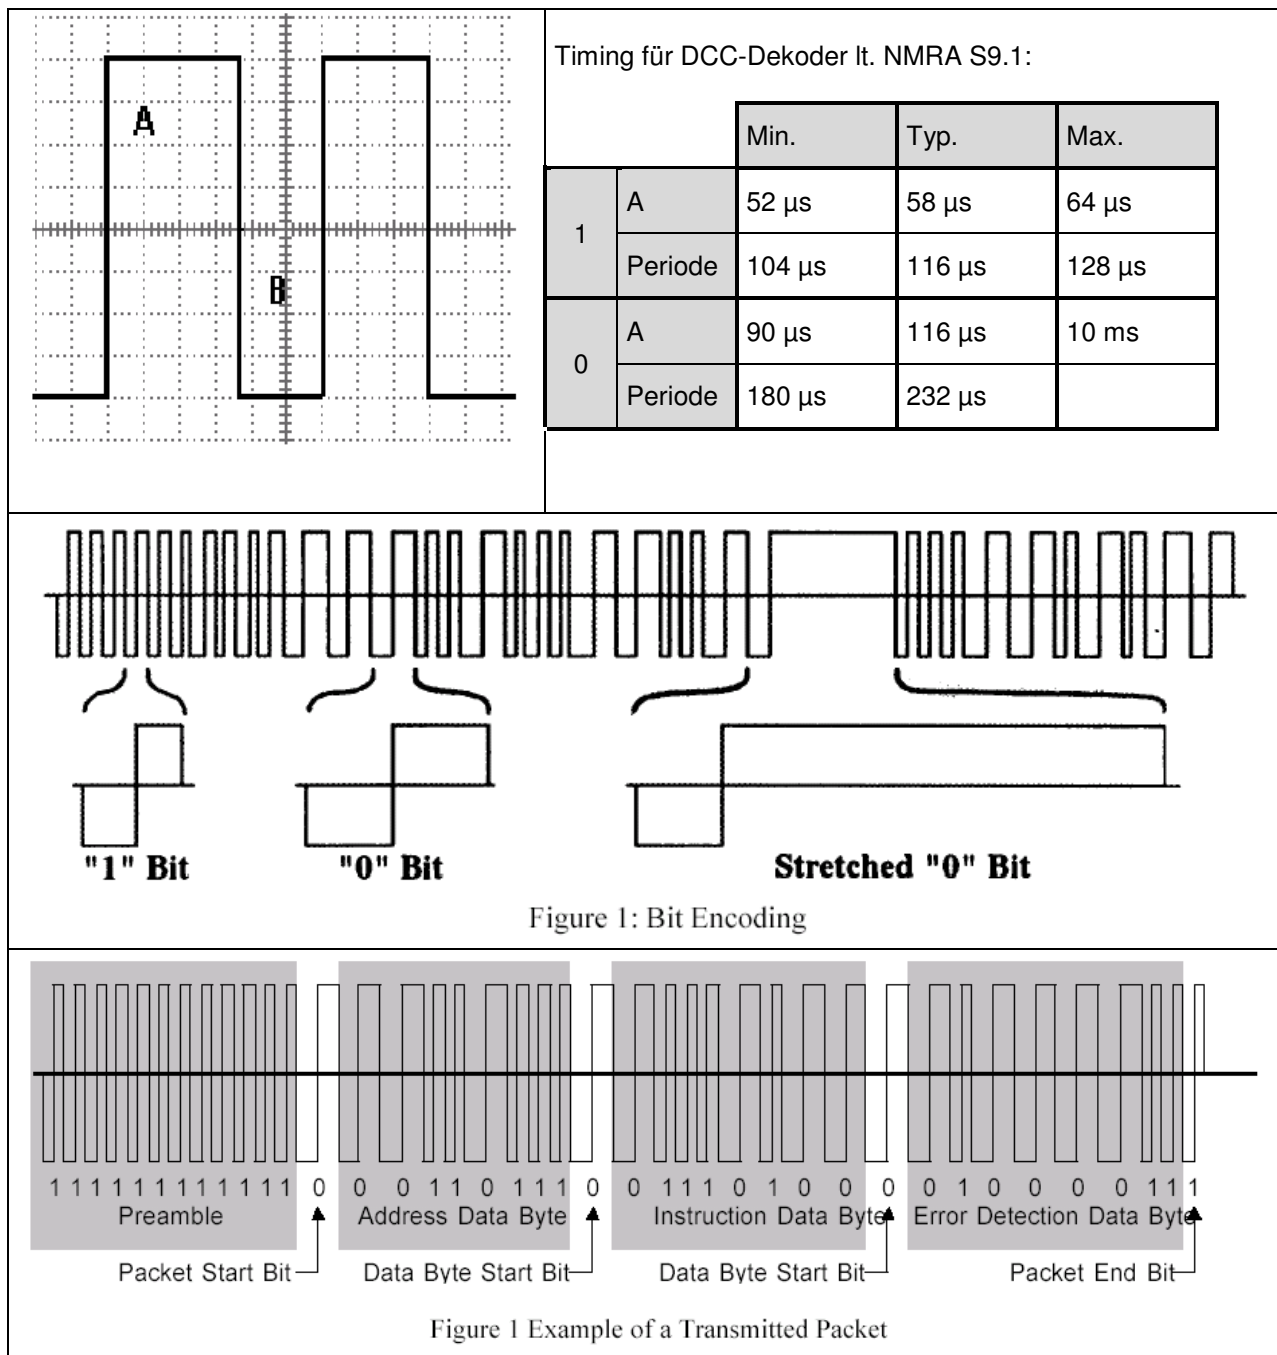 A
B
Timing für DCC-Dekoder lt. NMRA S9.1:
Min. Typ. Max.
1 A 52 µs 58 µs 64 µs
Periode 104 µs 116 µs 128 µs
0 A 90 µs 116 µs 10 ms
Periode 180 µs 232 µs
"1" Bit "0" Bit Stretched "0" Bit
Figure 1: Bit Encoding
1 1 1 1 1 1 1 1 1 1 1 1 0 0 0 1 1 0 1 1 1 0 0 1 1 1 0 1 0 0 0 0 0 1 0 0 0 0 1 1 1
Preamble Address Data Byte Instruction Data Byte Error Detection Data Byte
Packet Start Bit Data Byte Start Bit Data Byte Start Bit Packet End Bit
Figure 1 Example of a Transmitted Packet